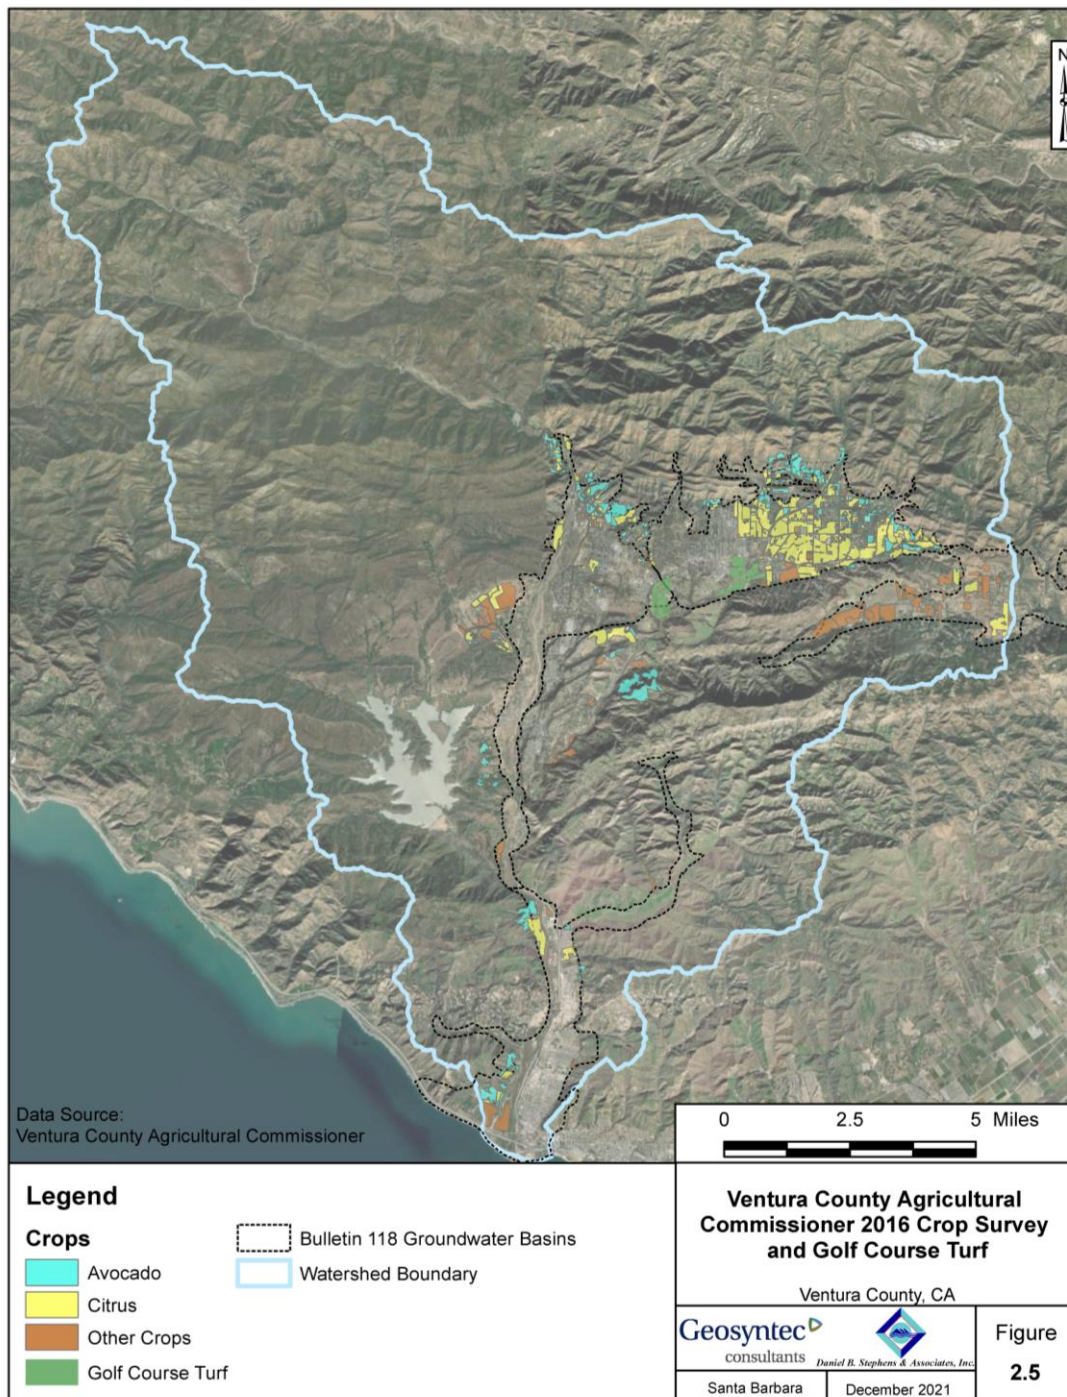 N
Data Source:
Ventura County Agricultural Commissioner
0 2.5 5 Miles
Legend
Crops
Avocado
Citrus
Other Crops
Golf Course Turf
Bulletin 118 Groundwater Basins
Watershed Boundary
Ventura County Agricultural
Commissioner 2016 Crop Survey
and Golf Course Turf
Ventura County, CA
Geosyntec
consultants
Daniel B. Stephens & Associates, Inc.
Figure
2.5
Santa Barbara
December 2021